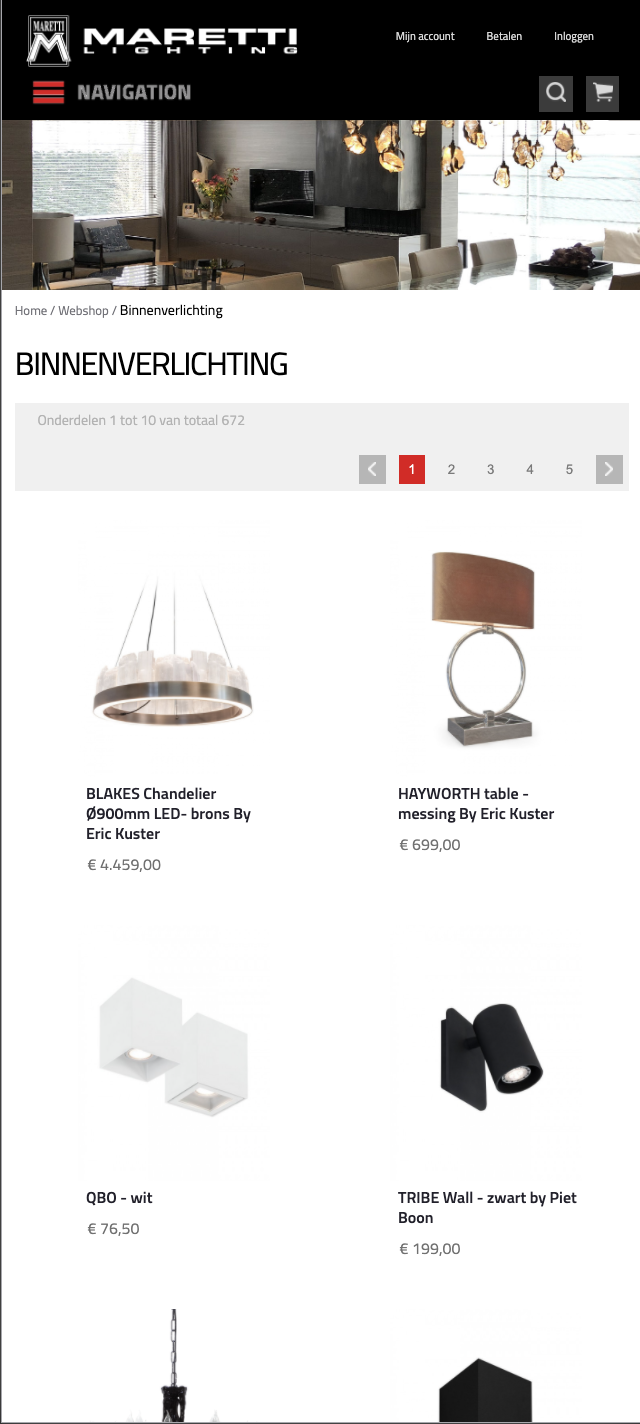 MARETTI
MARETTI
LIGHTING
Mijn account
Betalen
Inloggen
NAVIGATION
Home / Webshop / Binnenverlichting
BINNENVERLICHTING
Onderdelen 1 tot 10 van totaal 672
1 2 3 4 5
BLAKES Chandelier
Ø900mm LED- brons By
Eric Kuster
€ 4.459,00
HAYWORTH table -
messing By Eric Kuster
€ 699,00
QBO - wit
€ 76,50
TRIBE Wall - zwart by Piet
Boon
€ 199,00